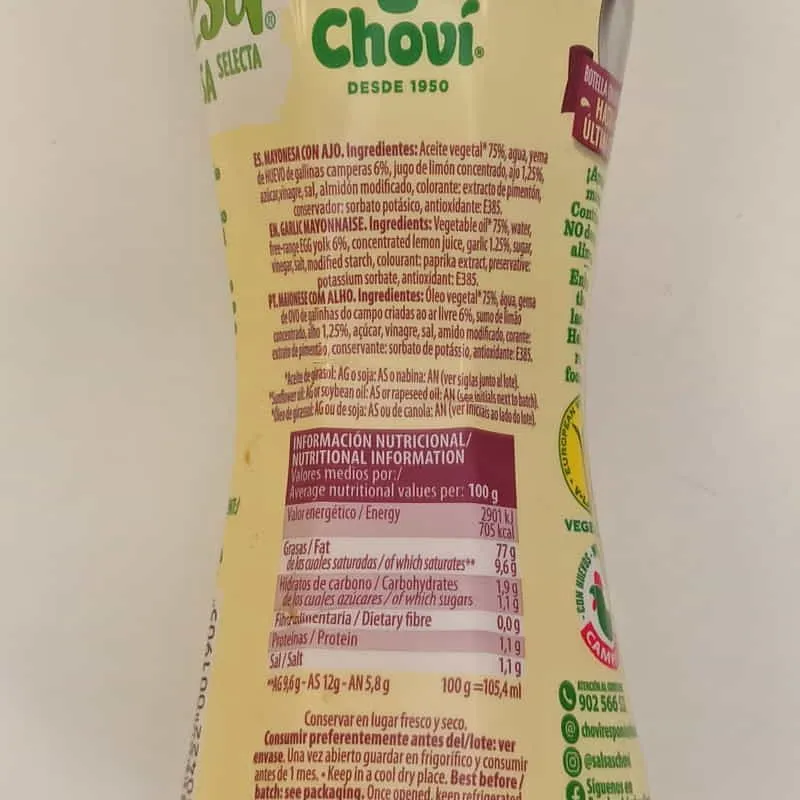 SELECTA
Choví®
DESDE 1950
BOTELLA
ES. MAYONESA CON AJO. Ingredientes: Aceite vegetal* 75%, agua, yema
de HUEVO de gallinas camperas 6%, jugo de limón concentrado, ajo 1,25%,
azúcar, vinagre, sal, almidón modificado, colorante: extracto de pimentón,
conservador: sorbato potásico, antioxidante: E385.
EN. GARLIC MAYONNAISE. Ingredients: Vegetable oil* 75%, water,
free-range EGG yolk 6%, concentrated lemon juice, garlic 1.25%, sugar,
vinegar, salt, modified starch, colourant: paprika extract, preservative:
potassium sorbate, antioxidant: E385.
PT. MAIONESE COM ALHO. Ingredientes: Óleo vegetal* 75%, água, gema
de OVO de galinhas do campo criadas ao ar livre 6%, sumo de limão
concentrado, alho 1,25%, açúcar, vinagre, sal, amido modificado, corante:
extrato de pimentão, conservante: sorbato de potássio, antioxidante: E385.
*Aceite de girasol: AG o soja: AS o nabina: AN (ver siglas junto al lote).
*Sunflower oil: AG or soybean oil: AS or rapeseed oil: AN (see initials next to batch).
*Óleo de girassol: AG ou de soja: AS ou de canola: AN (ver iniciais ao lado do lote).
INFORMACIÓN NUTRICIONAL/
NUTRITIONAL INFORMATION
Valores medios por:/
Average nutritional values per: 100 g
Valor energético / Energy 2901 kJ
705 kcal
Grasas / Fat 77 g
de las cuales saturadas / of which saturates** 9,6 g
Hidratos de carbono / Carbohydrates 1,9 g
de los cuales azúcares / of which sugars 1,1 g
Fibra alimentaria / Dietary fibre 0,0 g
Proteínas / Protein 1,1 g
Sal / Salt 1,1 g
**AG 9,6 g - AS 12 g - AN 5,8 g 100 g = 105,4 ml
Conservar en lugar fresco y seco.
Consumir preferentemente antes del/lote: ver
envase. Una vez abierto guardar en frigorífico y consumir
antes de 1 mes. • Keep in a cool dry place. Best before /
batch: see packaging. Once opened, keep refrigerated
EUROPEAN
CON HUEVOS
ATENCIÓN AL
902 566 5
@salsaschovi
Síguenos en